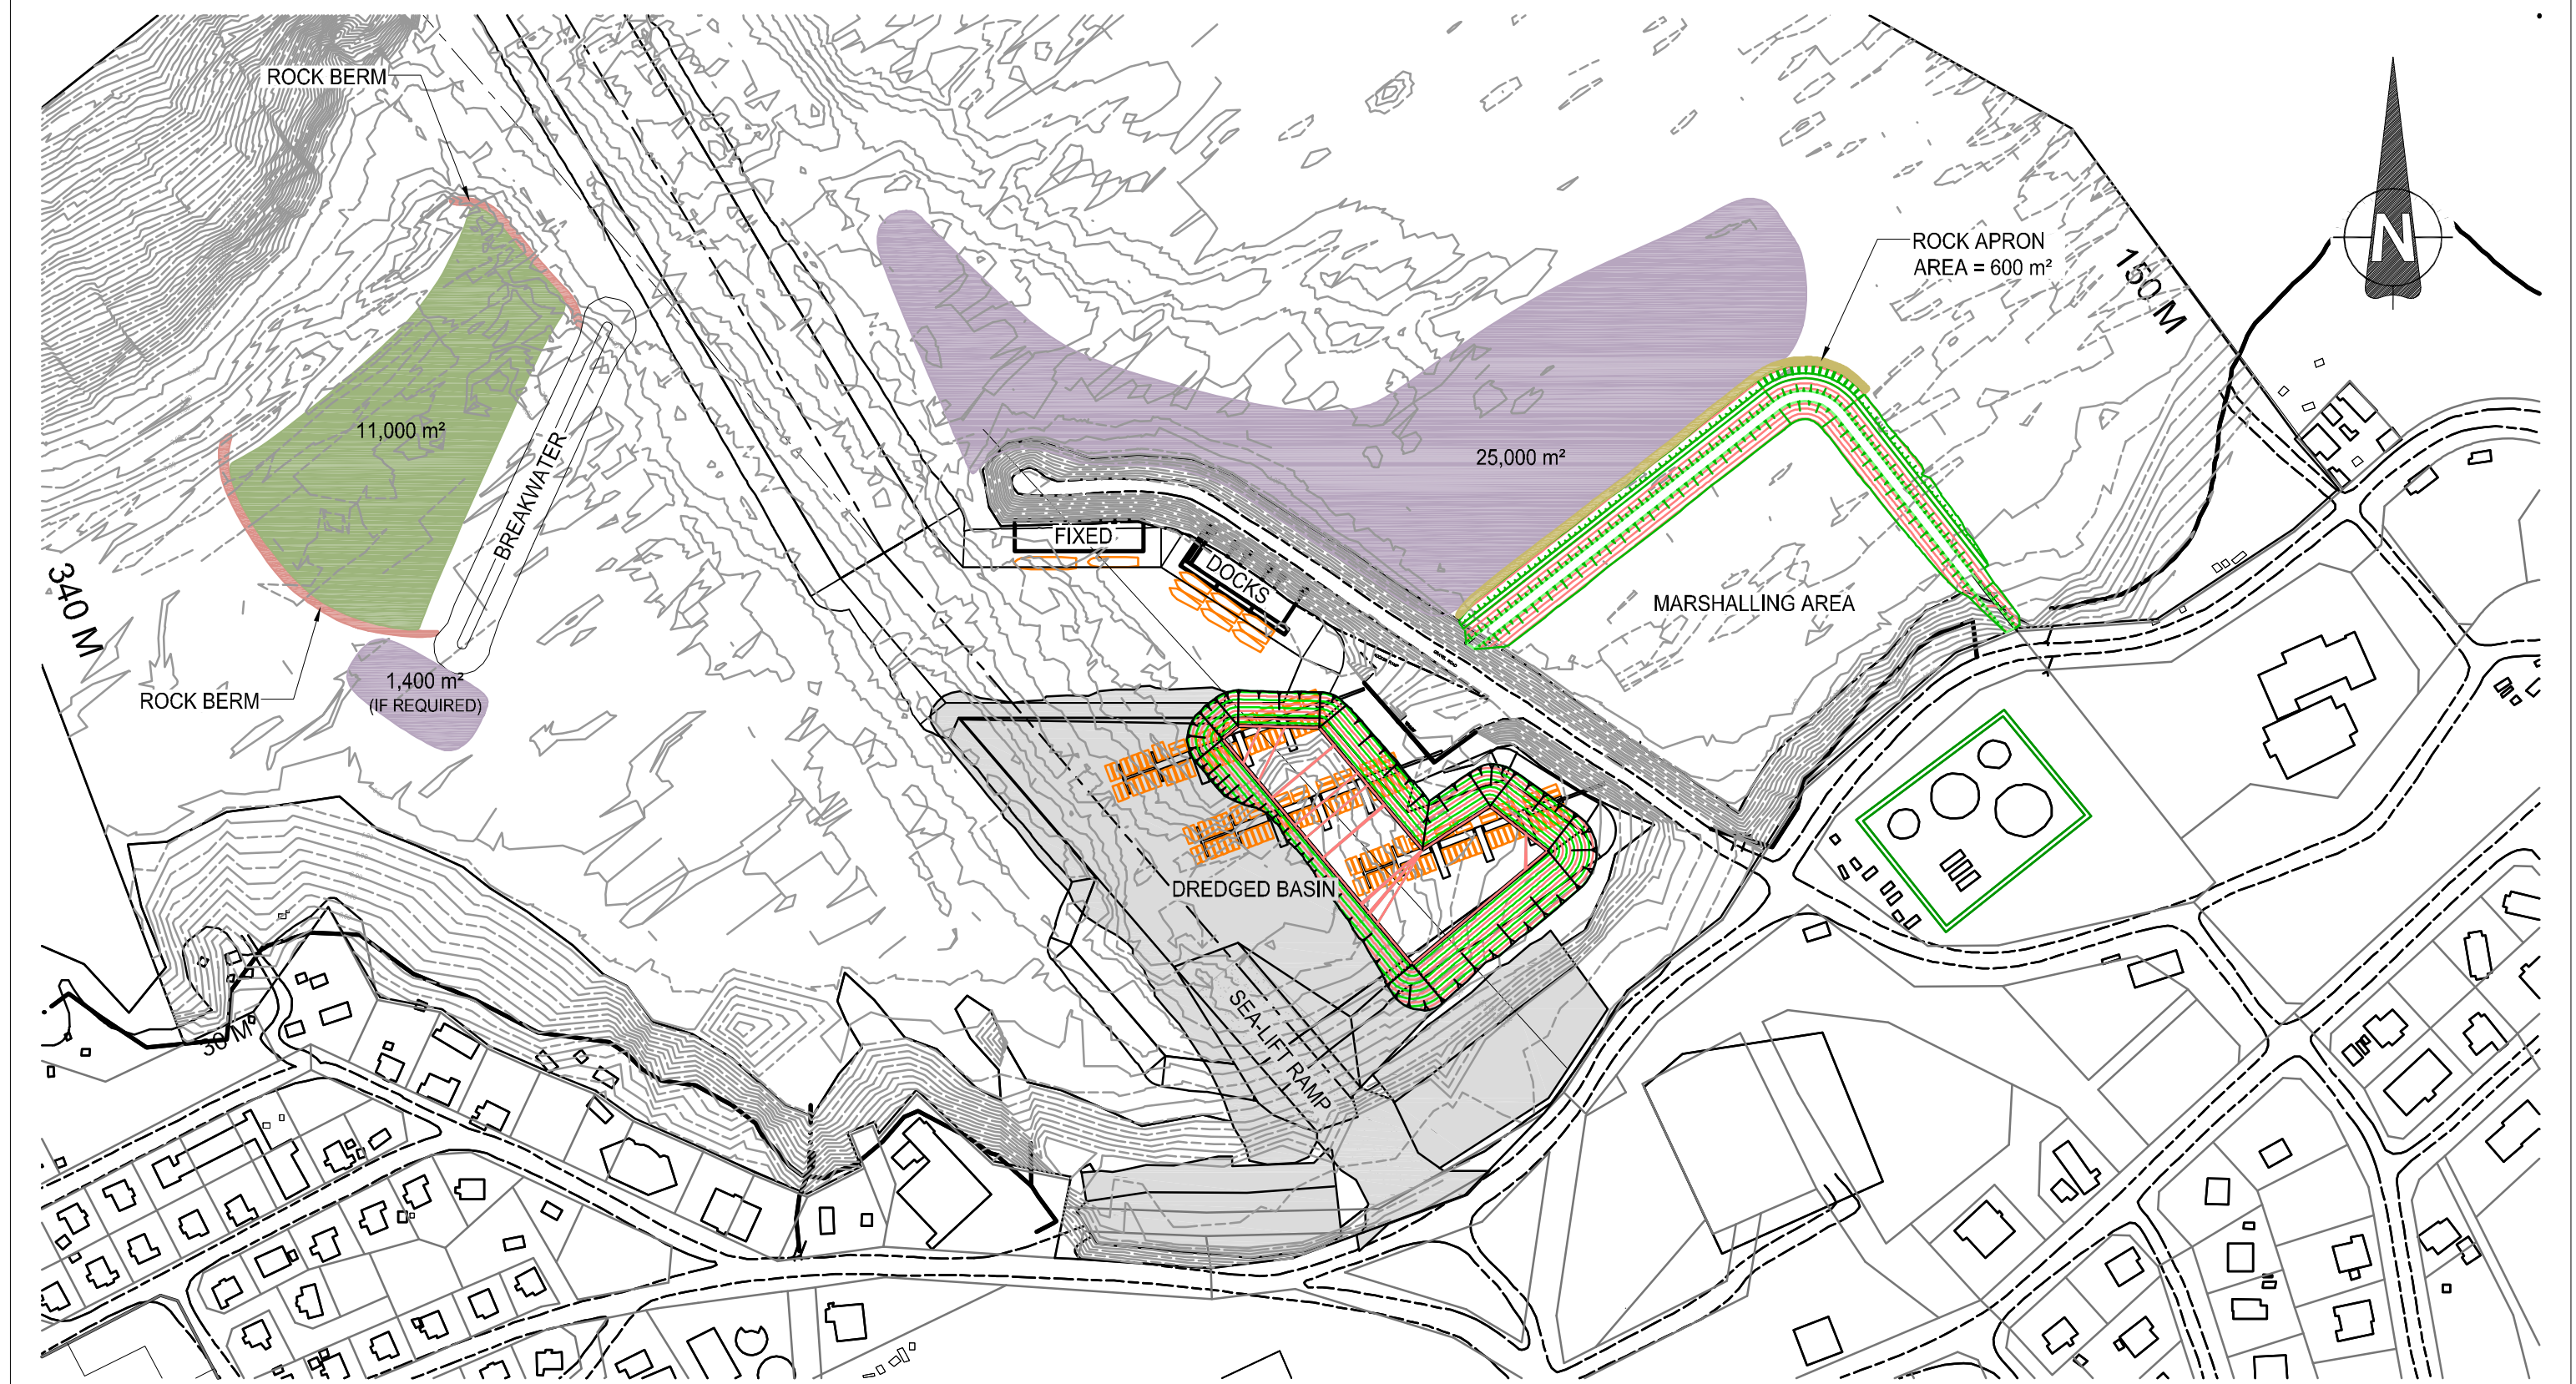 ROCK BERM
N
ROCK APRON
AREA = 600 m²
150 M
11,000 m²
BREAKWATER
25,000 m²
FIXED
DOCKS
340 M
MARSHALLING AREA
ROCK BERM
1,400 m²
(IF REQUIRED)
DREDGED BASIN
SEA-LIFT RAMP
30 M